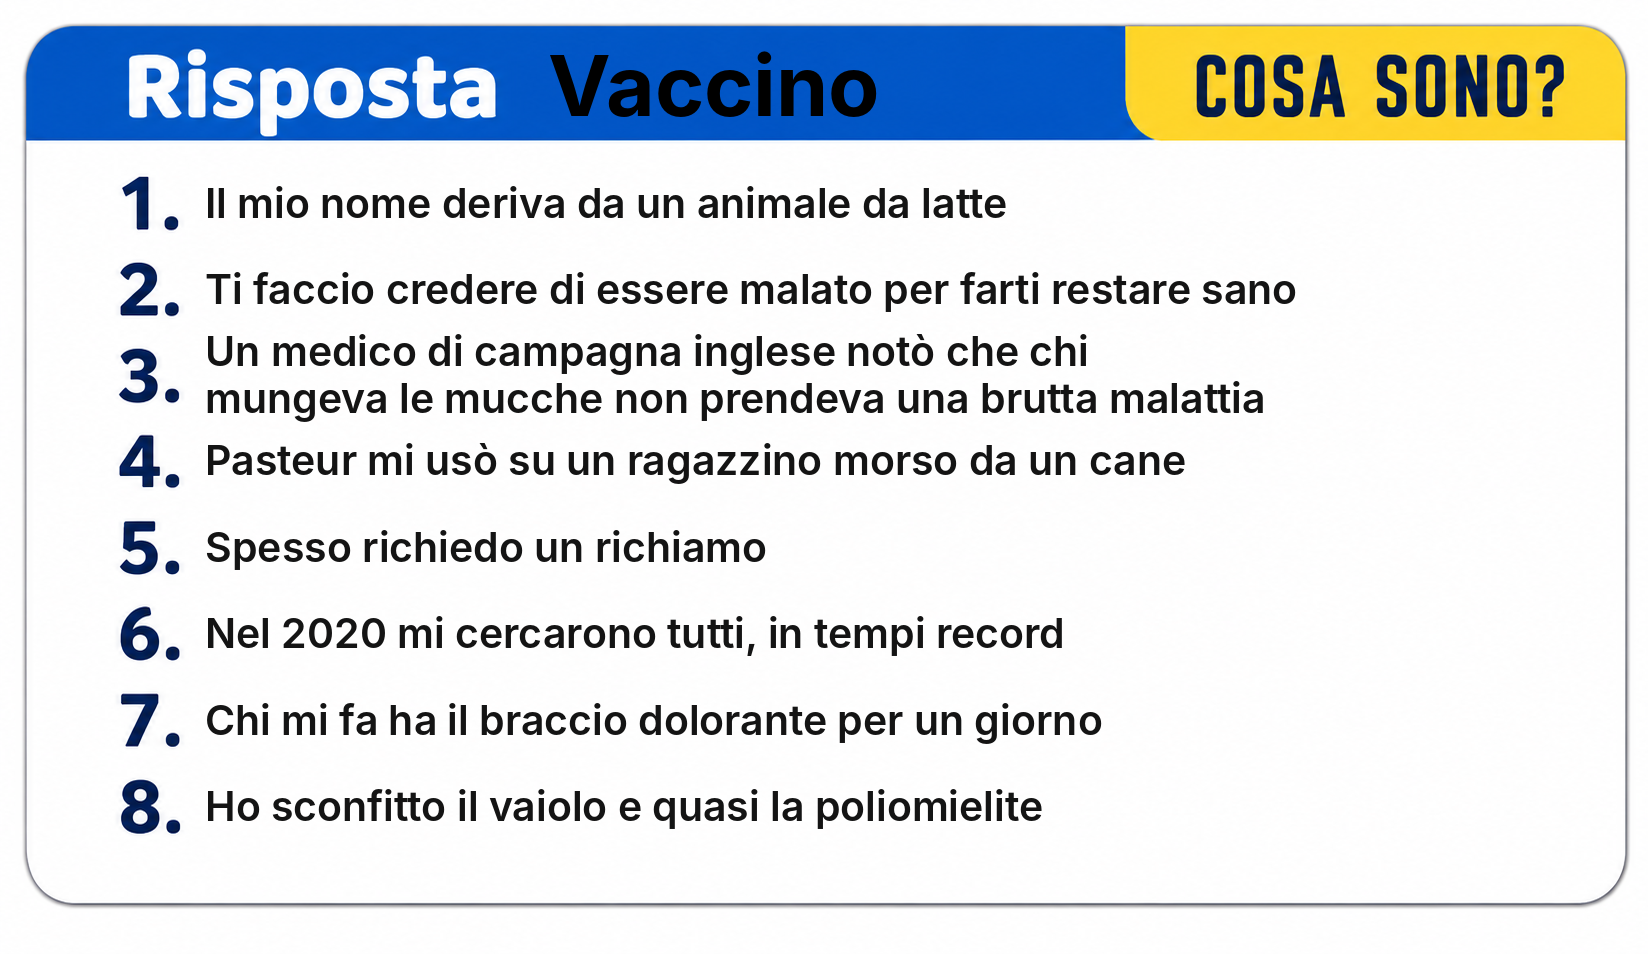 Risposta Vaccino COSA SONO?
1. Il mio nome deriva da un animale da latte
2. Ti faccio credere di essere malato per farti restare sano
3. Un medico di campagna inglese notò che chi
mungeva le mucche non prendeva una brutta malattia
4. Pasteur mi usò su un ragazzino morso da un cane
5. Spesso richiedo un richiamo
6. Nel 2020 mi cercarono tutti, in tempi record
7. Chi mi fa ha il braccio dolorante per un giorno
8. Ho sconfitto il vaiolo e quasi la poliomielite